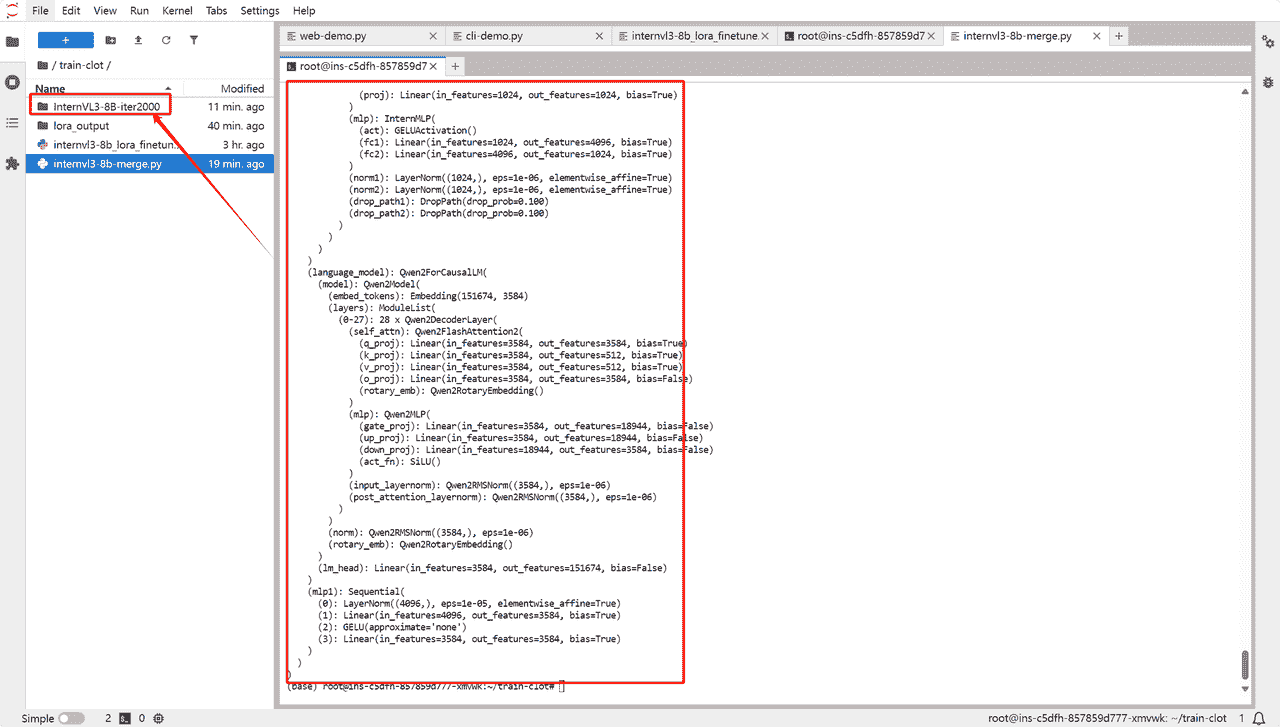 File Edit View Run Kernel Tabs Settings Help
+
/ train-clot /
Name Modified
InternVL3-8B-iter2000 11 min. ago
lora_output 40 min. ago
internvl3-8b_lora_finetun... 3 hr. ago
internvl3-8b-merge.py 19 min. ago
web-demo.py × cli-demo.py × internvl3-8b_lora_finetune. × root@ins-c5dfh-857859d7 × internvl3-8b-merge.py × +
root@ins-c5dfh-857859d7 × +
(proj): Linear(in_features=1024, out_features=1024, bias=True)
)
(mlp): InternMLP(
(act): GELUActivation()
(fc1): Linear(in_features=1024, out_features=4096, bias=True)
(fc2): Linear(in_features=4096, out_features=1024, bias=True)
)
(norm1): LayerNorm((1024,), eps=1e-06, elementwise_affine=True)
(norm2): LayerNorm((1024,), eps=1e-06, elementwise_affine=True)
(drop_path1): DropPath(drop_prob=0.100)
(drop_path2): DropPath(drop_prob=0.100)
)
)
)
)
(language_model): Qwen2ForCausalLM(
(model): Qwen2Model(
(embed_tokens): Embedding(151674, 3584)
(layers): ModuleList(
(0-27): 28 x Qwen2DecoderLayer(
(self_attn): Qwen2FlashAttention2(
(q_proj): Linear(in_features=3584, out_features=3584, bias=True)
(k_proj): Linear(in_features=3584, out_features=512, bias=True)
(v_proj): Linear(in_features=3584, out_features=512, bias=True)
(o_proj): Linear(in_features=3584, out_features=3584, bias=False)
(rotary_emb): Qwen2RotaryEmbedding()
)
(mlp): Qwen2MLP(
(gate_proj): Linear(in_features=3584, out_features=18944, bias=False)
(up_proj): Linear(in_features=3584, out_features=18944, bias=False)
(down_proj): Linear(in_features=18944, out_features=3584, bias=False)
(act_fn): SiLU()
)
(input_layernorm): Qwen2RMSNorm((3584,), eps=1e-06)
(post_attention_layernorm): Qwen2RMSNorm((3584,), eps=1e-06)
)
)
(norm): Qwen2RMSNorm((3584,), eps=1e-06)
(rotary_emb): Qwen2RotaryEmbedding()
)
(lm_head): Linear(in_features=3584, out_features=151674, bias=False)
)
(mlp1): Sequential(
(0): LayerNorm((4096,), eps=1e-05, elementwise_affine=True)
(1): Linear(in_features=4096, out_features=3584, bias=True)
(2): GELU(approximate='none')
(3): Linear(in_features=3584, out_features=3584, bias=True)
)
)
)
(base) root@ins-c5dfh-857859d777-xmvwk:~/train-clot#
Simple 2 0 root@ins-c5dfh-857859d777-xmvwk: ~/train-clot 1